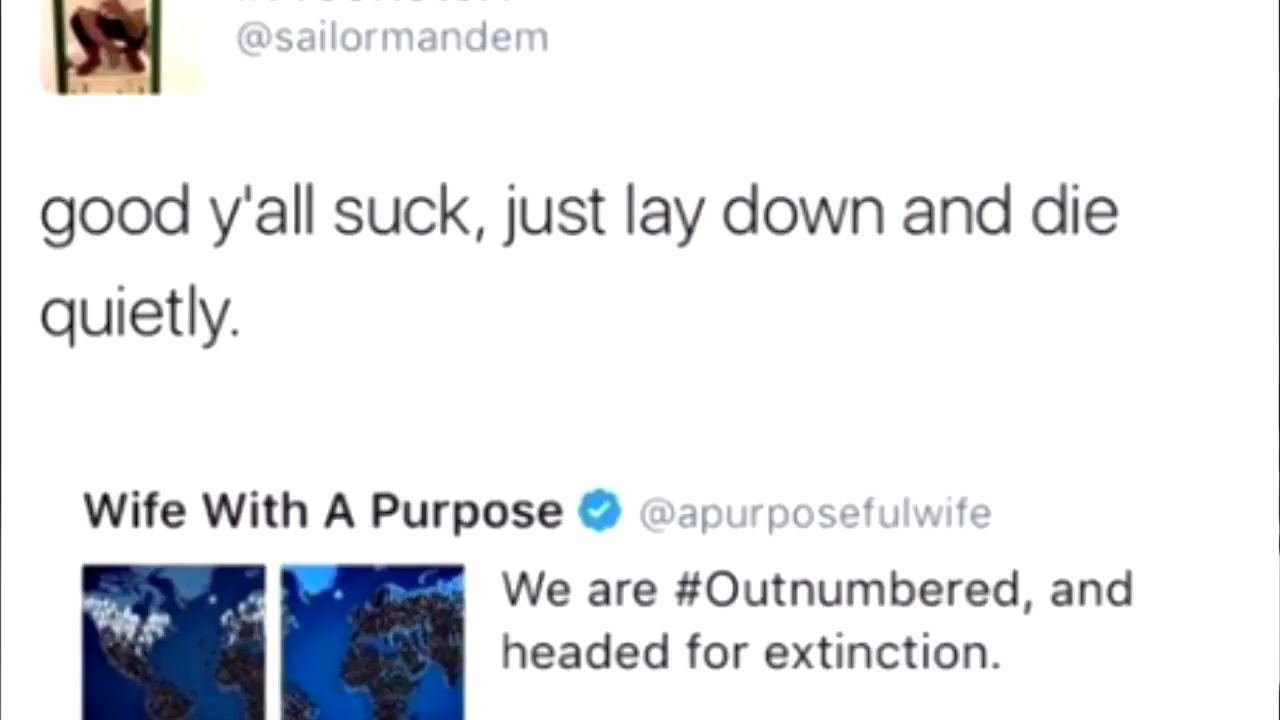 @sailormandem
good y'all suck, just lay down and die
quietly.
Wife With A Purpose @apurposefulwife
We are #Outnumbered, and
headed for extinction.